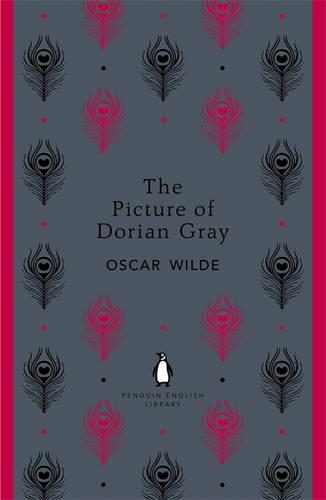 The
Picture of
Dorian Gray
OSCAR WILDE
PENGUIN ENGLISH
LIBRARY